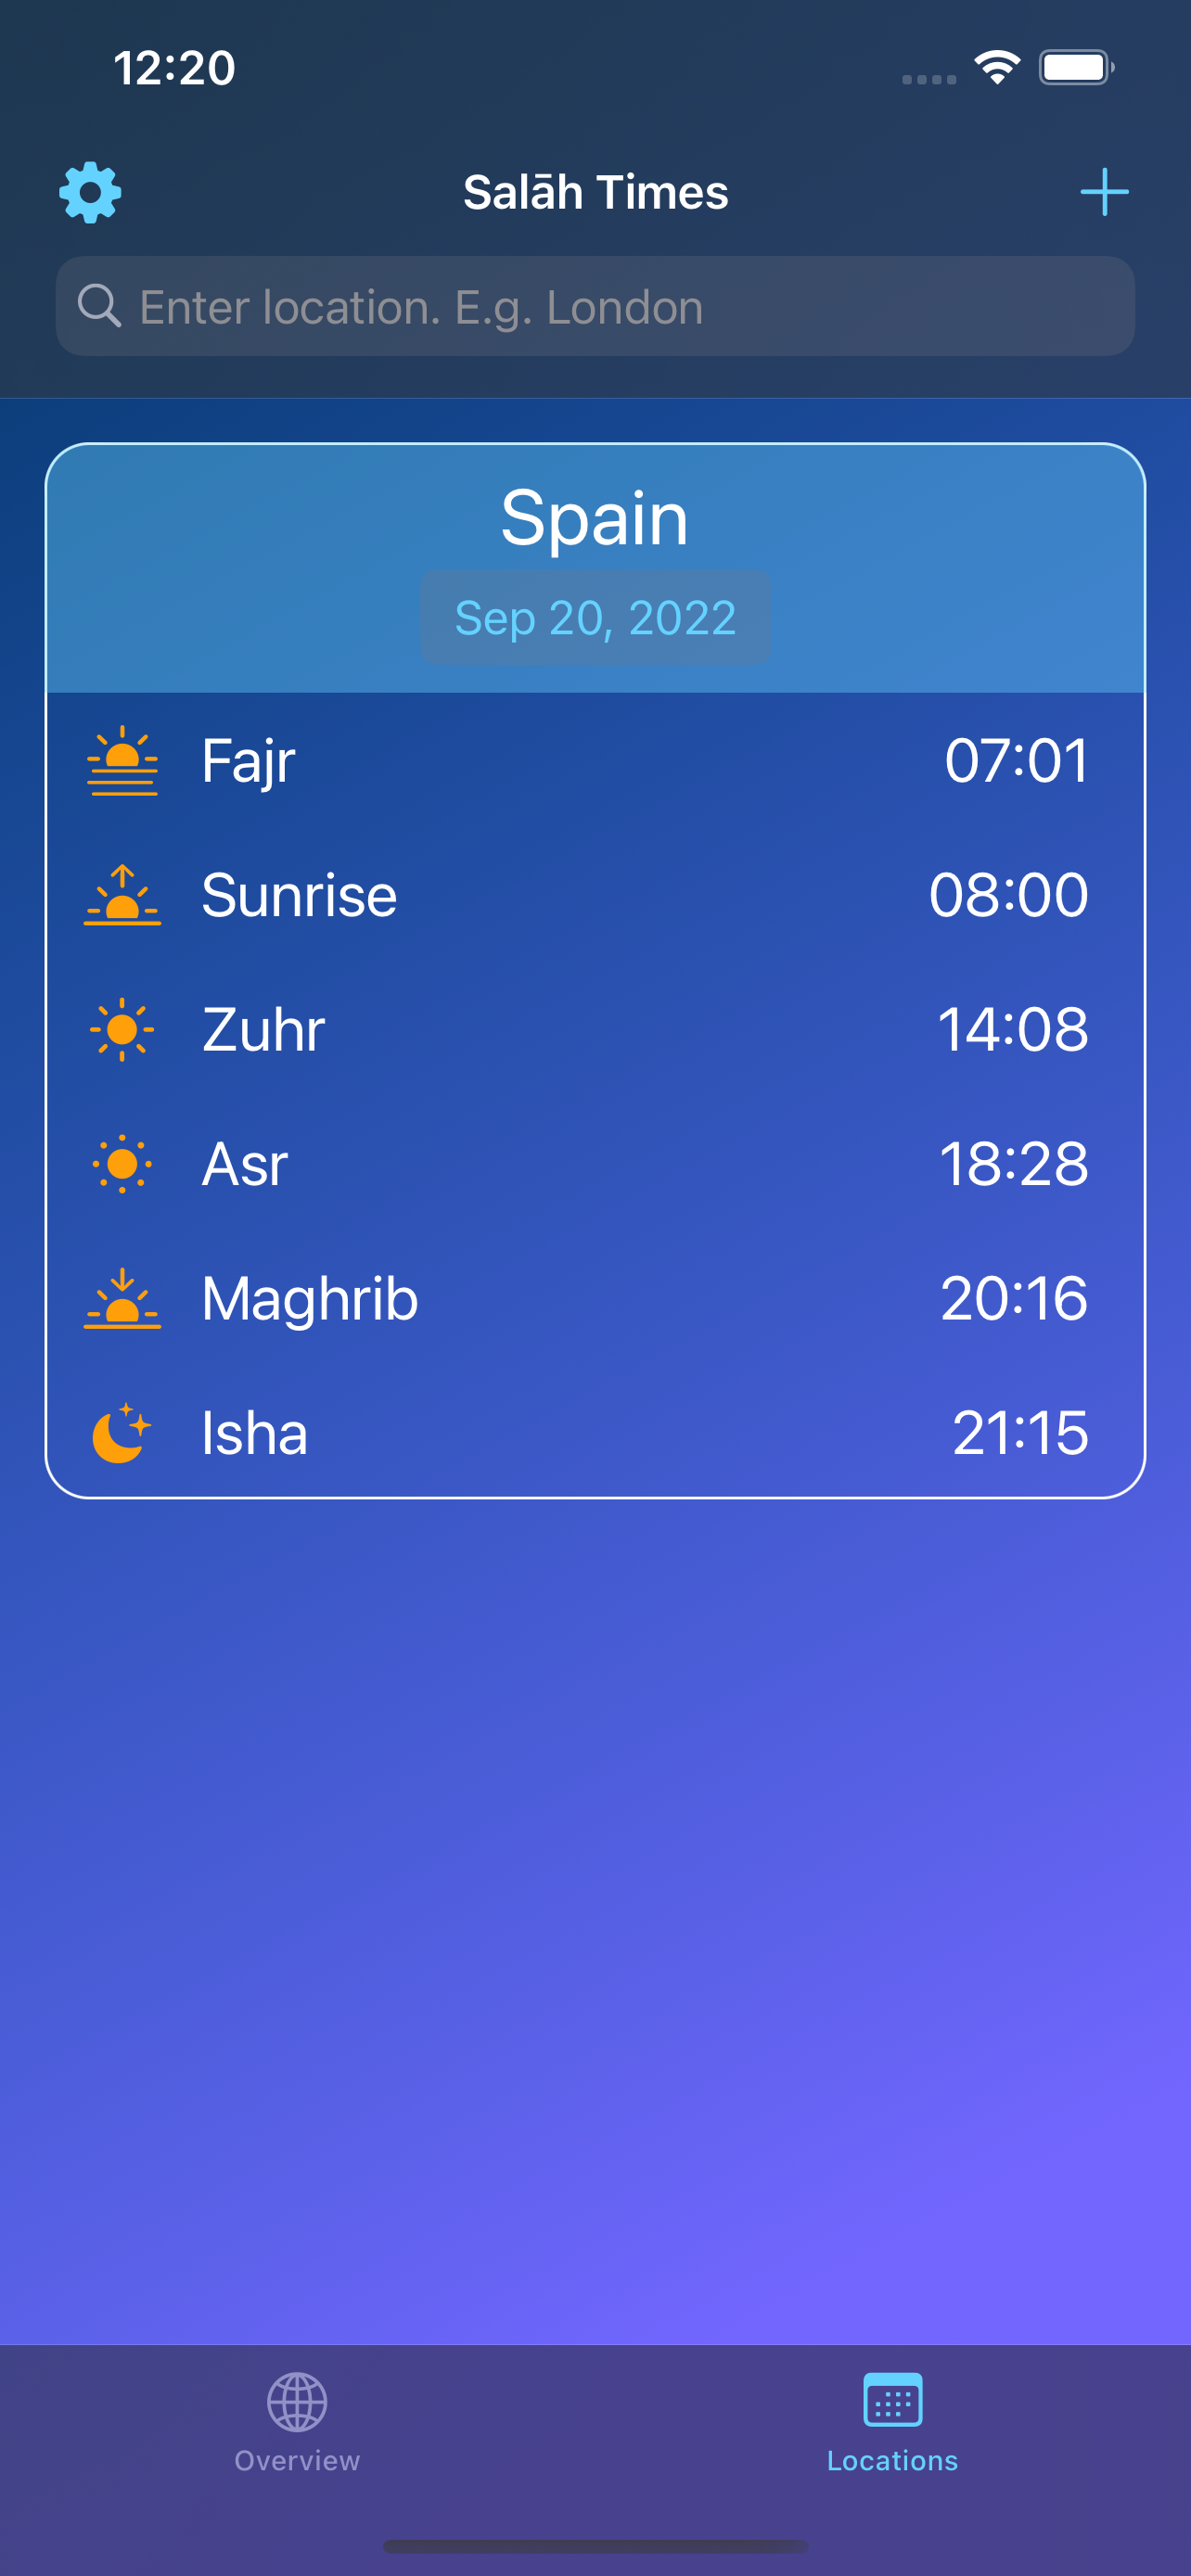 12:20
Salāh Times
Enter location. E.g. London
Spain
Sep 20, 2022
Fajr 07:01
Sunrise 08:00
Zuhr 14:08
Asr 18:28
Maghrib 20:16
Isha 21:15
Overview Locations